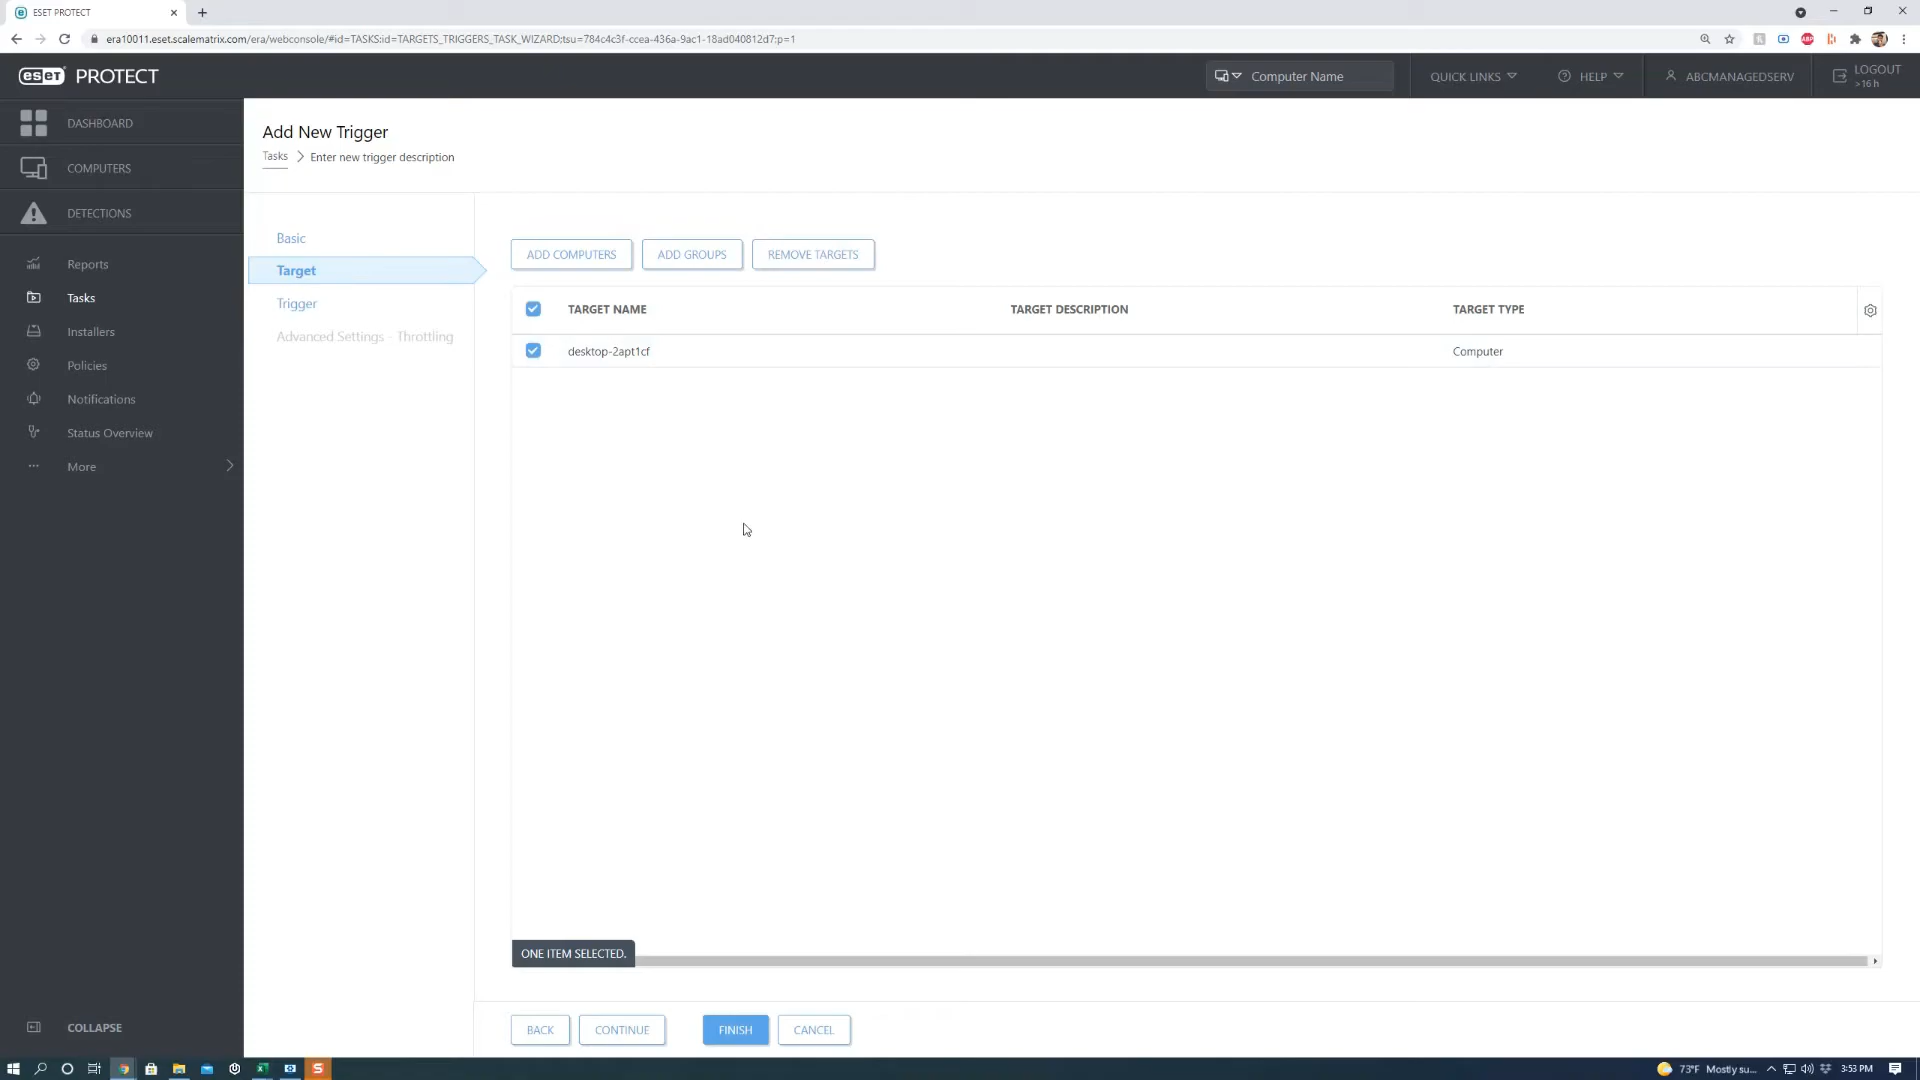 ESET PROTECT
era10011.eset.scalematrix.com/era/webconsole/#id=TASKS:id=TARGETS_TRIGGERS_TASK_WIZARD;tsu=784c4c3f-ccea-436a-9ac1-18ad040812d7;p=1
ABP
eset PROTECT
Computer Name
QUICK LINKS
HELP
ABCMANAGEDSERV
LOGOUT
>16 h
DASHBOARD
COMPUTERS
DETECTIONS
Reports
Tasks
Installers
Policies
Notifications
Status Overview
More
COLLAPSE
Add New Trigger
Tasks > Enter new trigger description
Basic
Target
Trigger
Advanced Settings - Throttling
ADD COMPUTERS ADD GROUPS REMOVE TARGETS
TARGET NAME TARGET DESCRIPTION TARGET TYPE
desktop-2apt1cf Computer
ONE ITEM SELECTED.
BACK CONTINUE FINISH CANCEL
73°F Mostly su... 3:53 PM